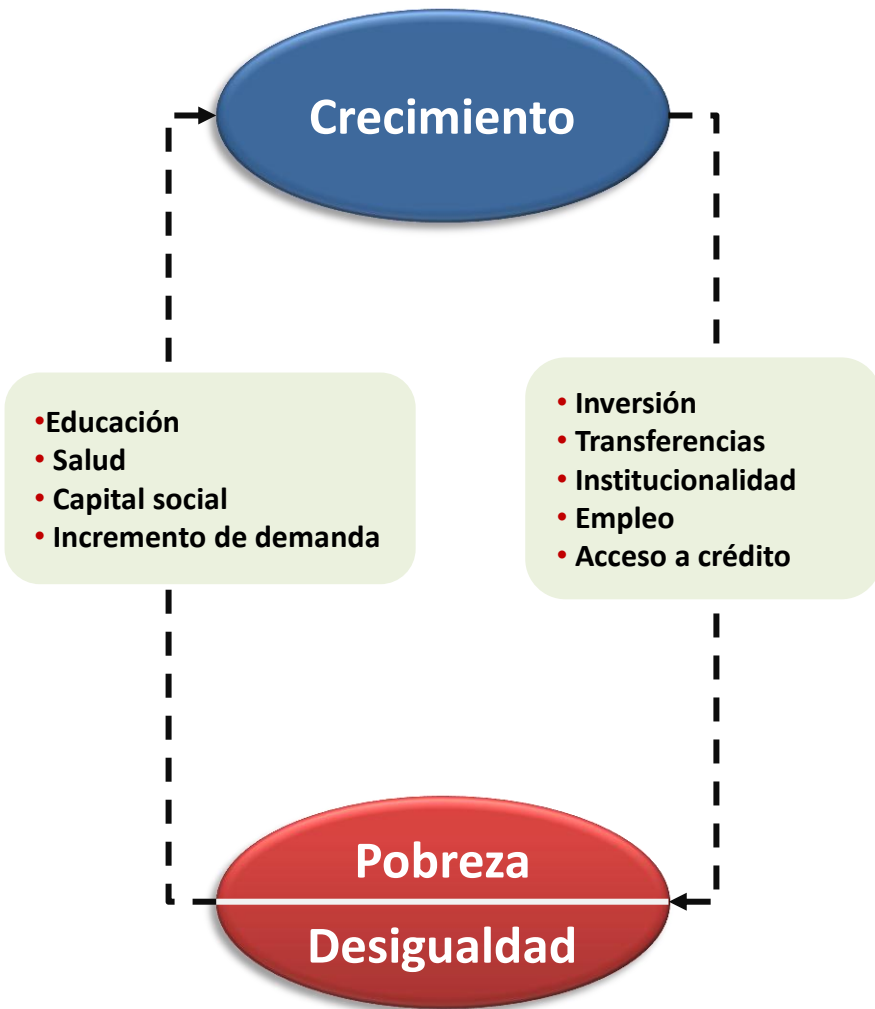 Crecimiento
•Educación
• Salud
• Capital social
• Incremento de demanda
• Inversión
• Transferencias
• Institucionalidad
• Empleo
• Acceso a crédito
Pobreza
Desigualdad